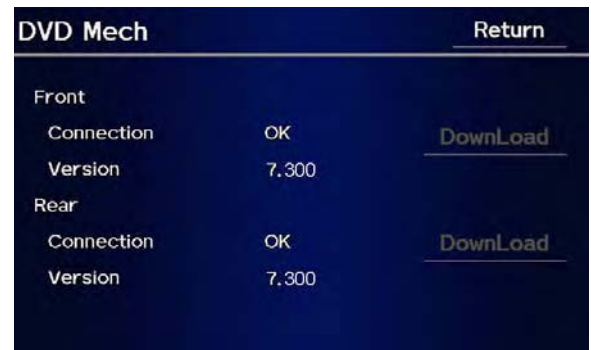 DVD Mech Return
Front
Connection OK DownLoad
Version 7.300
Rear
Connection OK DownLoad
Version 7.300